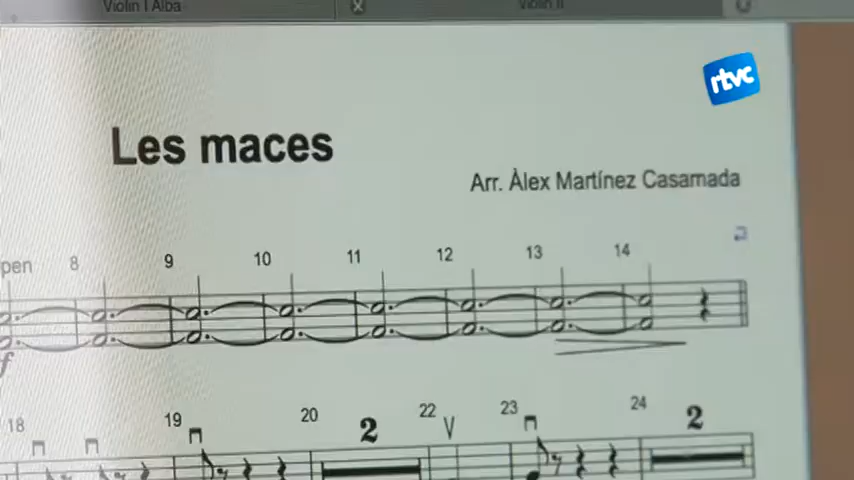 Violin I Alba
Violin II
rtvc
Les maces
Arr. Àlex Martínez Casamada
pen 8 9 10 11 12 13 14
f
18 19 20 22 23 24
2 2